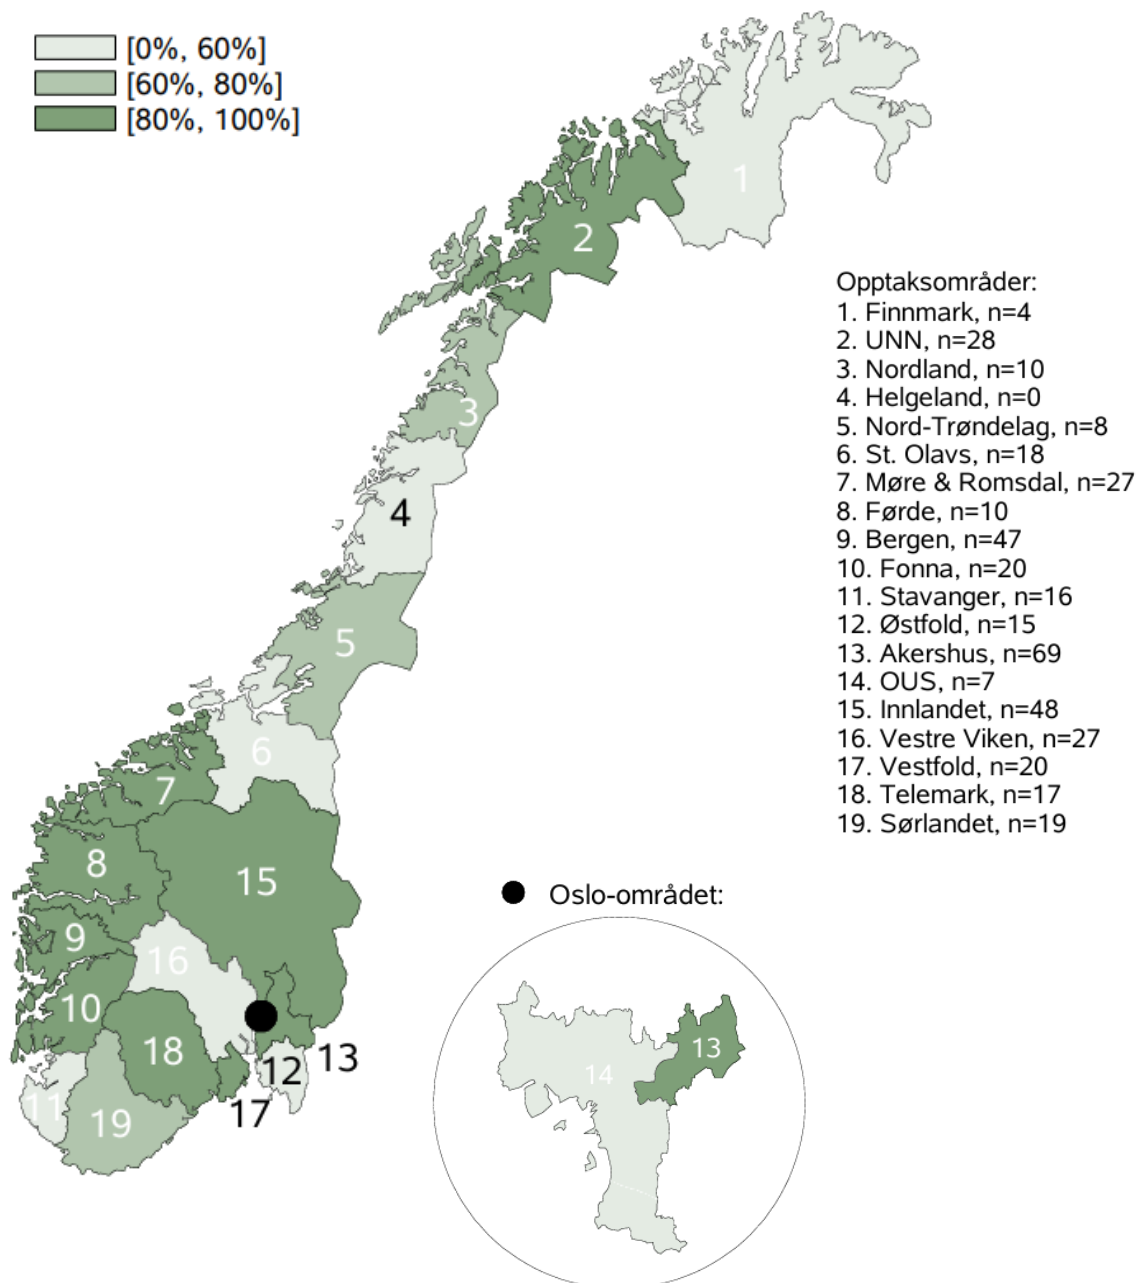 [0%, 60%]
[60%, 80%]
[80%, 100%]
1
2
3
4
5
6
7
8
15
9
16
10
18
12
13
11
19
17
Opptaksområder:
1. Finnmark, n=4
2. UNN, n=28
3. Nordland, n=10
4. Helgeland, n=0
5. Nord-Trøndelag, n=8
6. St. Olavs, n=18
7. Møre & Romsdal, n=27
8. Førde, n=10
9. Bergen, n=47
10. Fonna, n=20
11. Stavanger, n=16
12. Østfold, n=15
13. Akershus, n=69
14. OUS, n=7
15. Innlandet, n=48
16. Vestre Viken, n=27
17. Vestfold, n=20
18. Telemark, n=17
19. Sørlandet, n=19
Oslo-området:
13
14